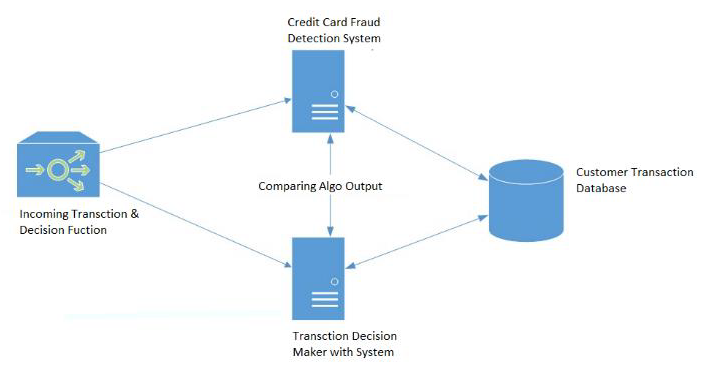 Credit Card Fraud
Detection System
Comparing Algo Output
Customer Transaction
Database
Incoming Transction &
Decision Fuction
Transction Decision
Maker with System